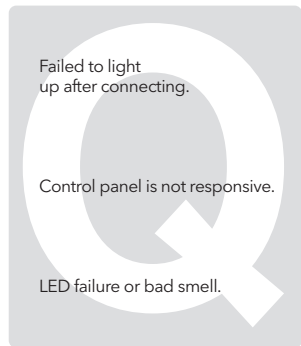 Q
Failed to light
up after connecting.
Control panel is not responsive.
LED failure or bad smell.